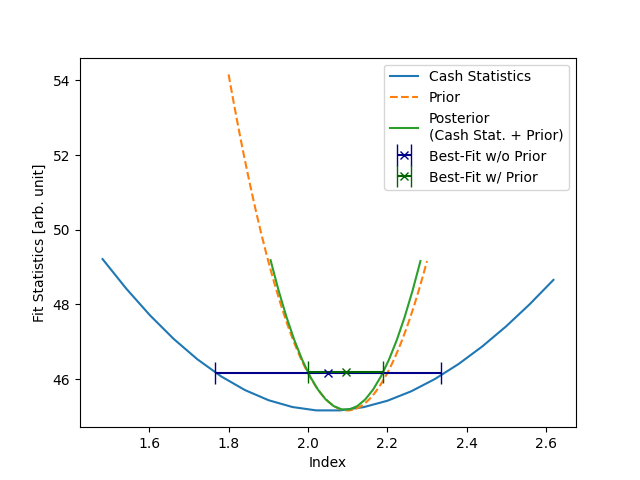 54
52
50
48
46
Fit Statistics [arb. unit]
Cash Statistics
Prior
Posterior
(Cash Stat. + Prior)
Best-Fit w/o Prior
Best-Fit w/ Prior
1.6
1.8
2.0
2.2
2.4
2.6
Index